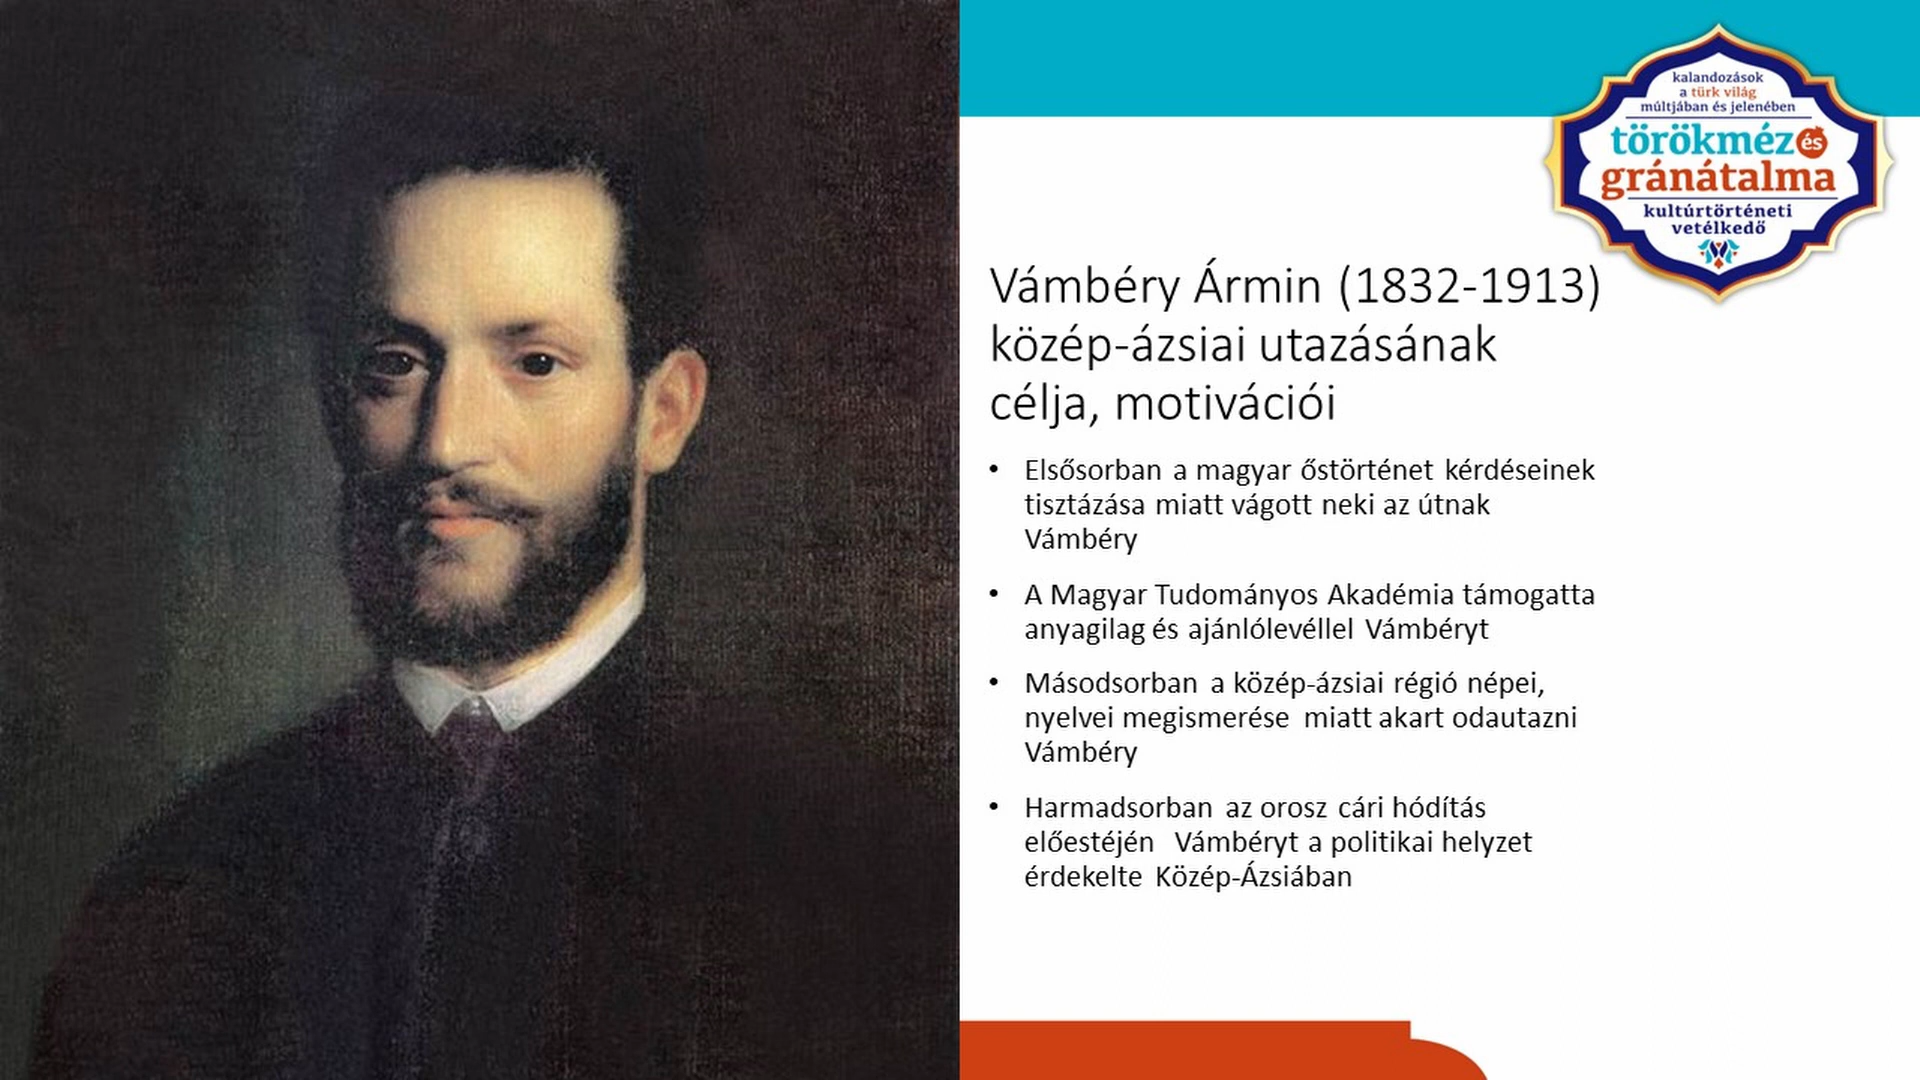 kalandozások
a türk világ
múltjában és jelenében
törökméz és
gránátalma
kultúrtörténeti
vetélkedő
Vámbéry Ármin (1832-1913)
közép-ázsiai utazásának
célja, motivációi
• Elsősorban a magyar őstörténet kérdéseinek
tisztázása miatt vágott neki az útnak
Vámbéry
• A Magyar Tudományos Akadémia támogatta
anyagilag és ajánlólevéllel Vámbéryt
• Másodsorban a közép-ázsiai régió népei,
nyelvei megismerése miatt akart odautazni
Vámbéry
• Harmadsorban az orosz cári hódítás
előestéjén Vámbéryt a politikai helyzet
érdekelte Közép-Ázsiában